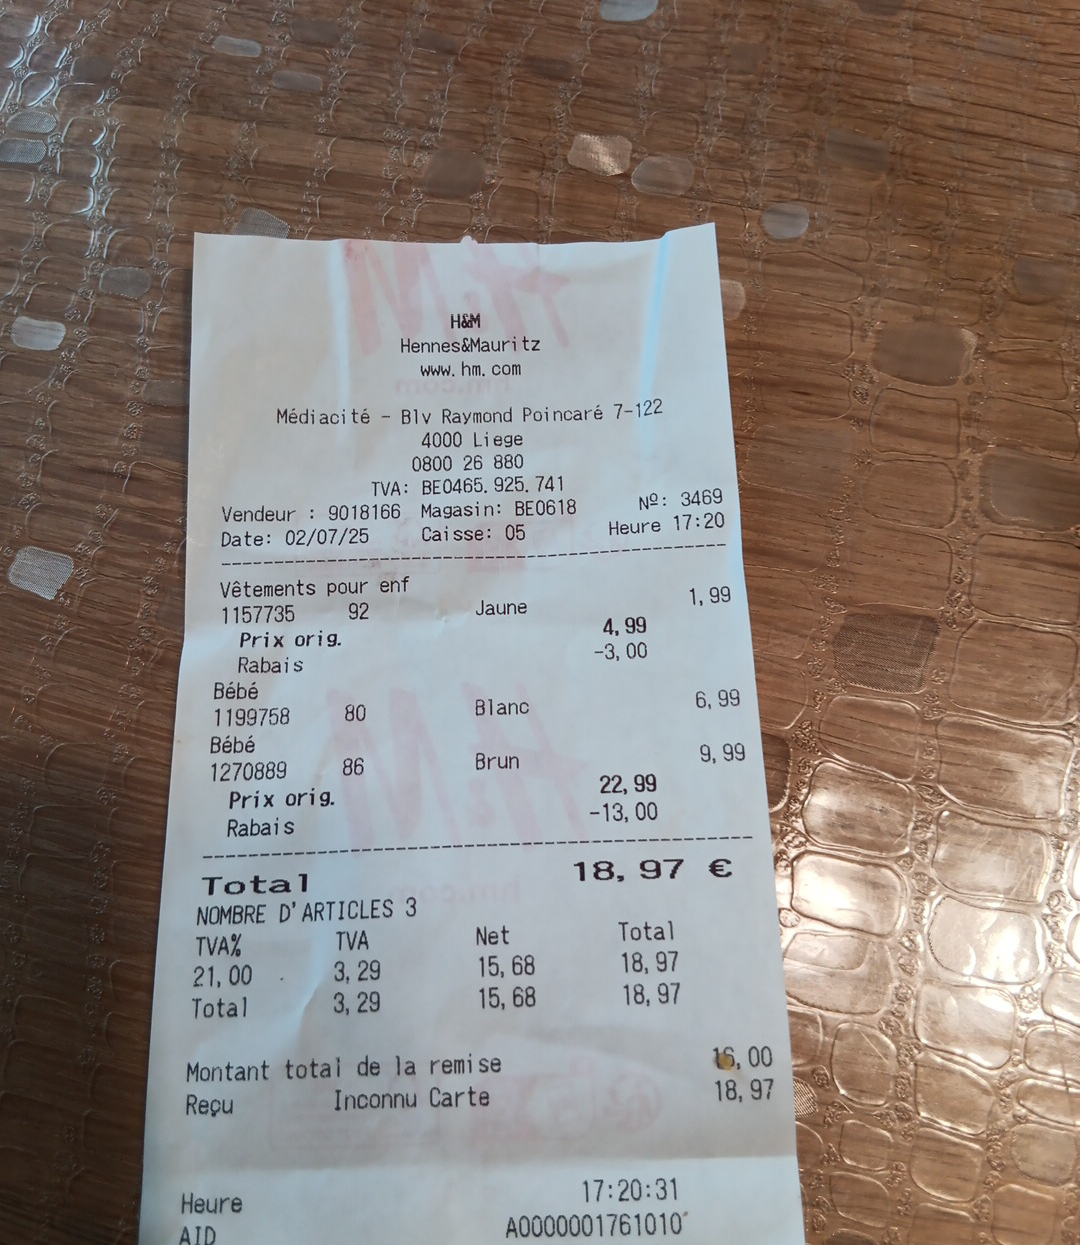 H&M
Hennes&Mauritz
www.hm.com
Médiacité - Blv Raymond Poincaré 7-122
4000 Liege
0800 26 880
TVA: BE0465.925.741
Vendeur : 9018166 Magasin: BE0618 Nº: 3469
Date: 02/07/25 Caisse: 05 Heure 17:20
Vêtements pour enf
1157735 92 Jaune 1,99
Prix orig. 4,99
Rabais -3,00
Bébé
1199758 80 Blanc 6,99
Bébé
1270889 86 Brun 9,99
Prix orig. 22,99
Rabais -13,00
Total 18,97 €
NOMBRE D'ARTICLES 3
TVA% TVA Net Total
21,00 3,29 15,68 18,97
Total 3,29 15,68 18,97
Montant total de la remise 16,00
Reçu Inconnu Carte 18,97
Heure 17:20:31
AID A0000001761010